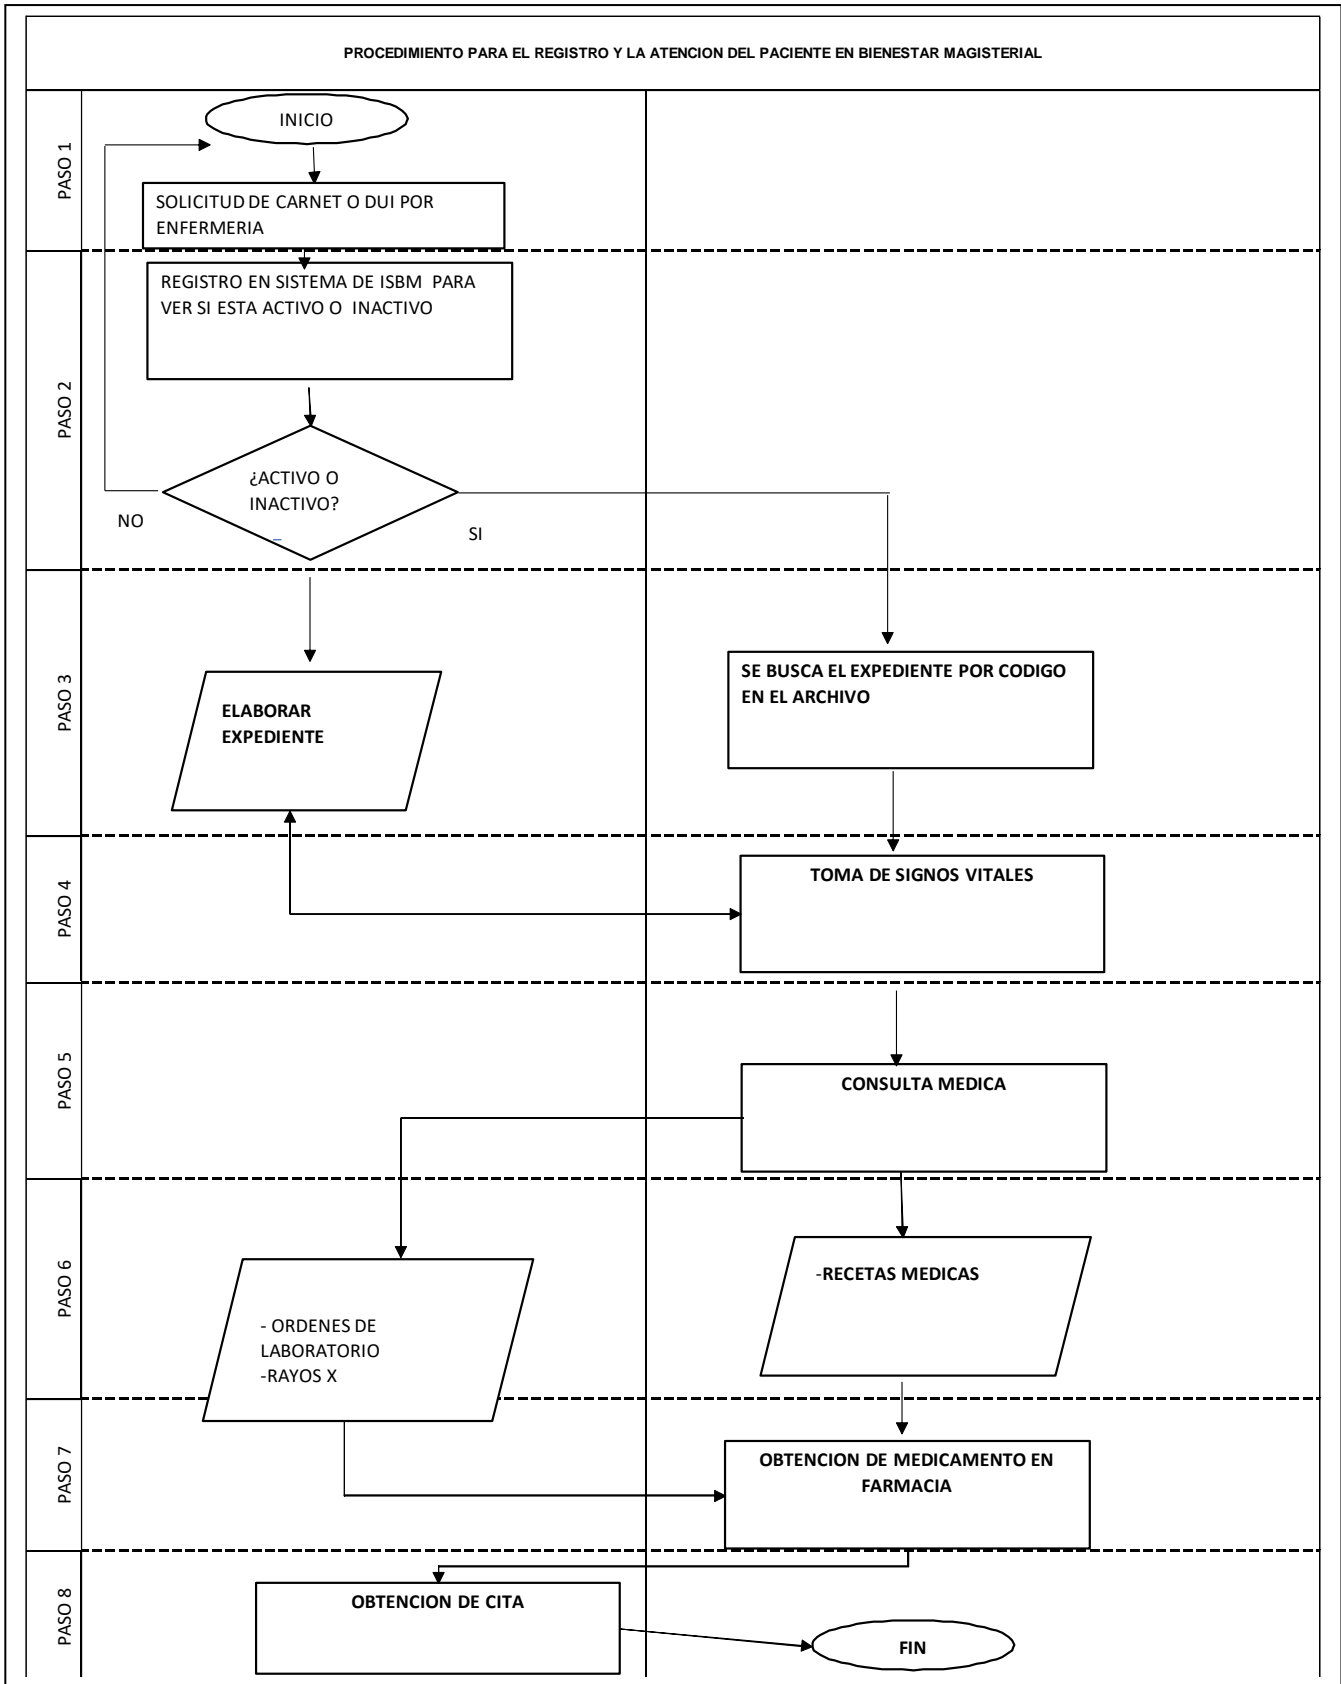 PROCEDIMIENTO PARA EL REGISTRO Y LA ATENCION DEL PACIENTE EN BIENESTAR MAGISTERIAL
PASO 1
INICIO
SOLICITUD DE CARNET O DUI POR
ENFERMERIA
PASO 2
REGISTRO EN SISTEMA DE ISBM PARA
VER SI ESTA ACTIVO O INACTIVO
¿ACTIVO O
INACTIVO?
NO
SI
PASO 3
ELABORAR
EXPEDIENTE
SE BUSCA EL EXPEDIENTE POR CODIGO
EN EL ARCHIVO
PASO 4
TOMA DE SIGNOS VITALES
PASO 5
CONSULTA MEDICA
PASO 6
- ORDENES DE
LABORATORIO
-RAYOS X
-RECETAS MEDICAS
PASO 7
OBTENCION DE MEDICAMENTO EN
FARMACIA
PASO 8
OBTENCION DE CITA
FIN